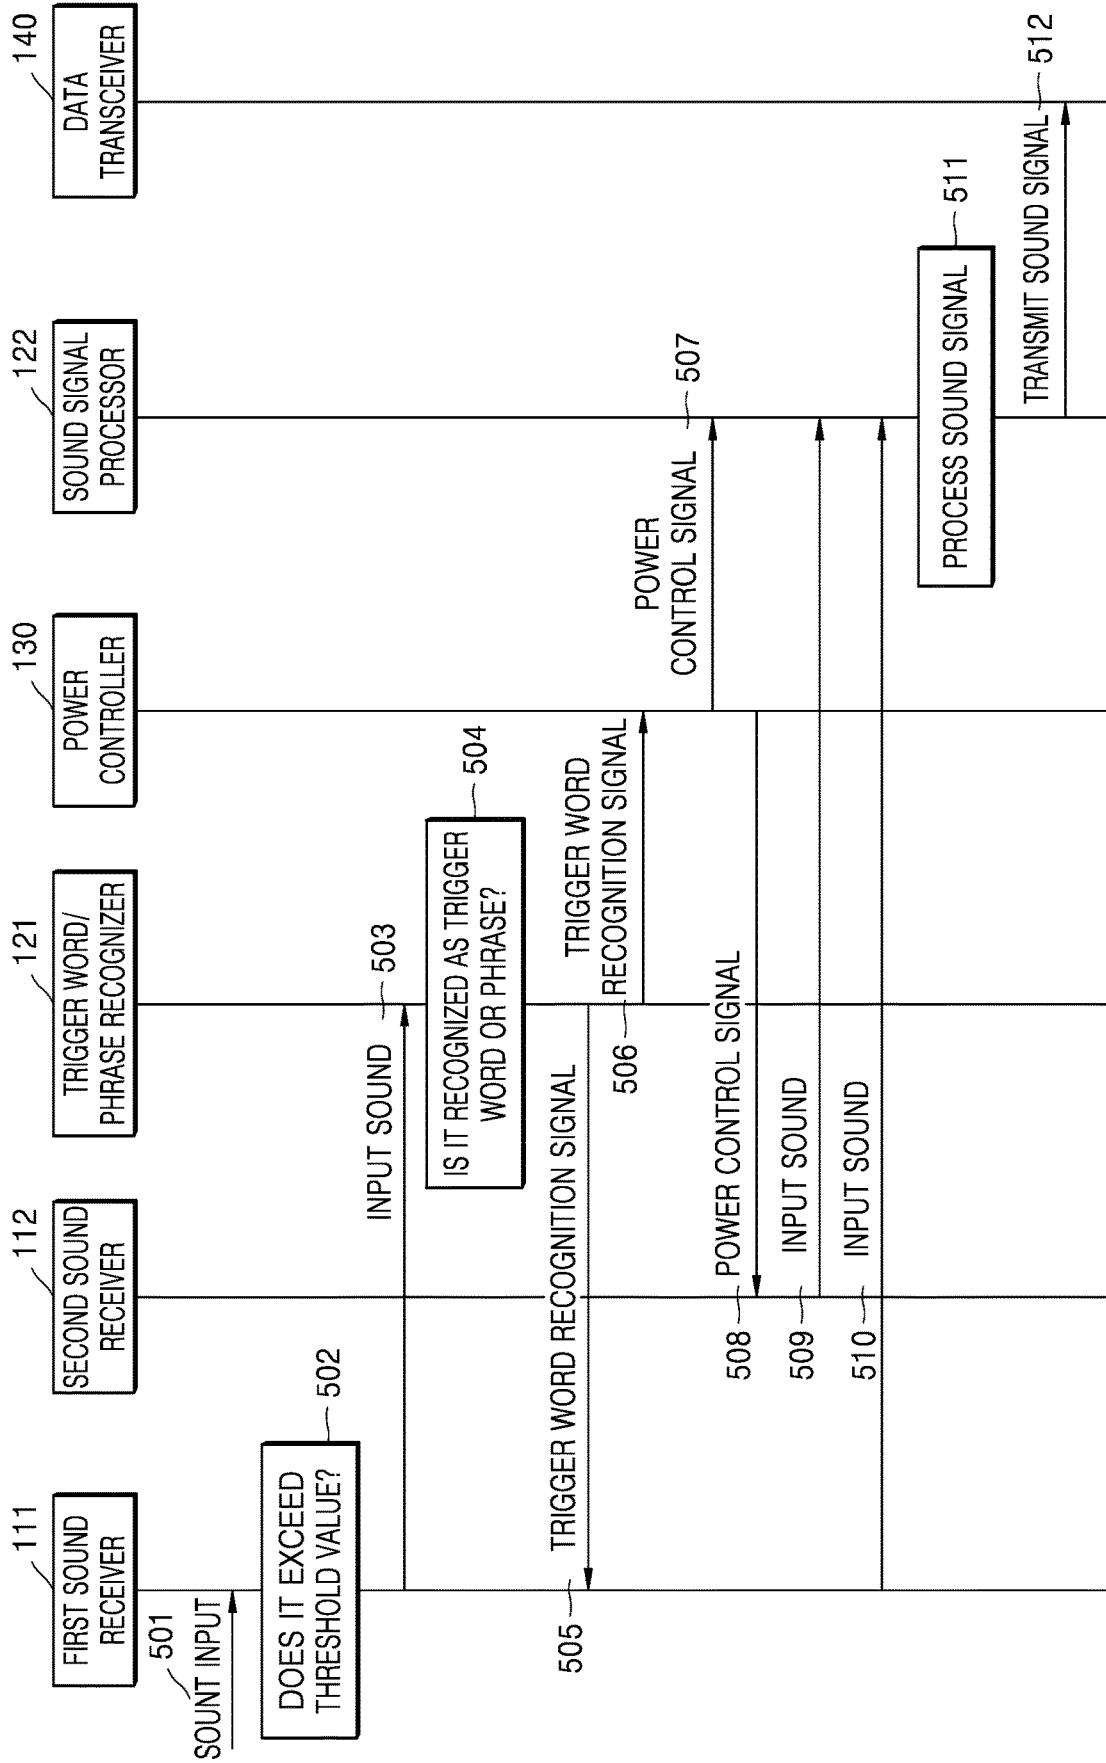 111
FIRST SOUND
RECEIVER
112
SECOND SOUND
RECEIVER
121
TRIGGER WORD/
PHRASE RECOGNIZER
130
POWER
CONTROLLER
122
SOUND SIGNAL
PROCESSOR
140
DATA
TRANSCEIVER
501
SOUNT INPUT
DOES IT EXCEED
THRESHOLD VALUE?
502
INPUT SOUND
503
IS IT RECOGNIZED AS TRIGGER
WORD OR PHRASE?
504
505
TRIGGER WORD RECOGNITION SIGNAL
506
TRIGGER WORD
RECOGNITION SIGNAL
POWER
CONTROL SIGNAL
507
508
POWER CONTROL SIGNAL
509
INPUT SOUND
510
INPUT SOUND
PROCESS SOUND SIGNAL
511
TRANSMIT SOUND SIGNAL
512